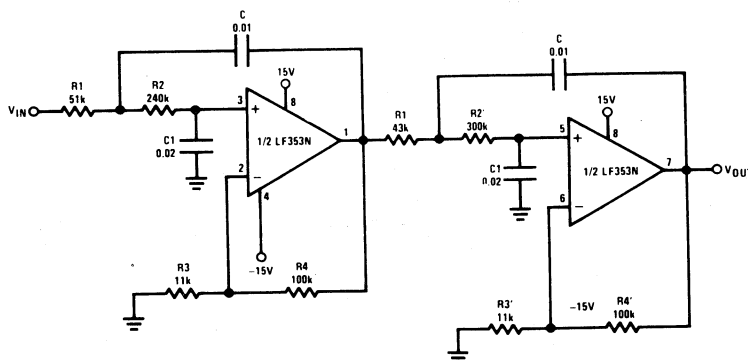 C
0.01
R1
51k
R2
240k
VIN
15V
3
+
8
1/2 LF353N
1
C1
0.02
2
−
4
-15V
R3
11k
R4
100k
C
0.01
R1
43k
R2'
300k
15V
5
+
8
1/2 LF353N
7
VOUT
C1
0.02
6
−
R3'
11k
-15V
R4'
100k